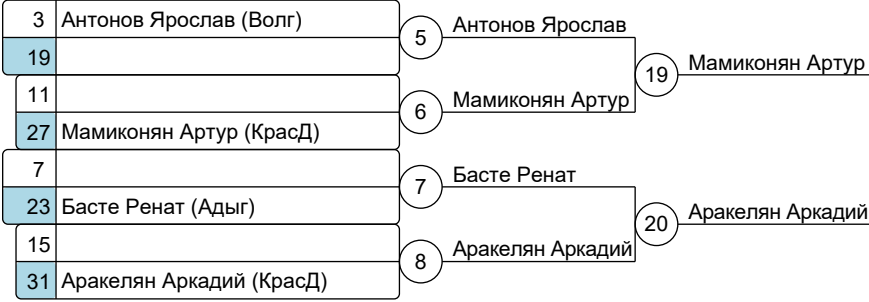 3 Антонов Ярослав (Волг)
19
5 Антонов Ярослав
11
27 Мамиконян Артур (КрасД)
6 Мамиконян Артур
19 Мамиконян Артур
7
23 Басте Ренат (Адыг)
7 Басте Ренат
15
31 Аракелян Аркадий (КрасД)
8 Аракелян Аркадий
20 Аракелян Аркадий